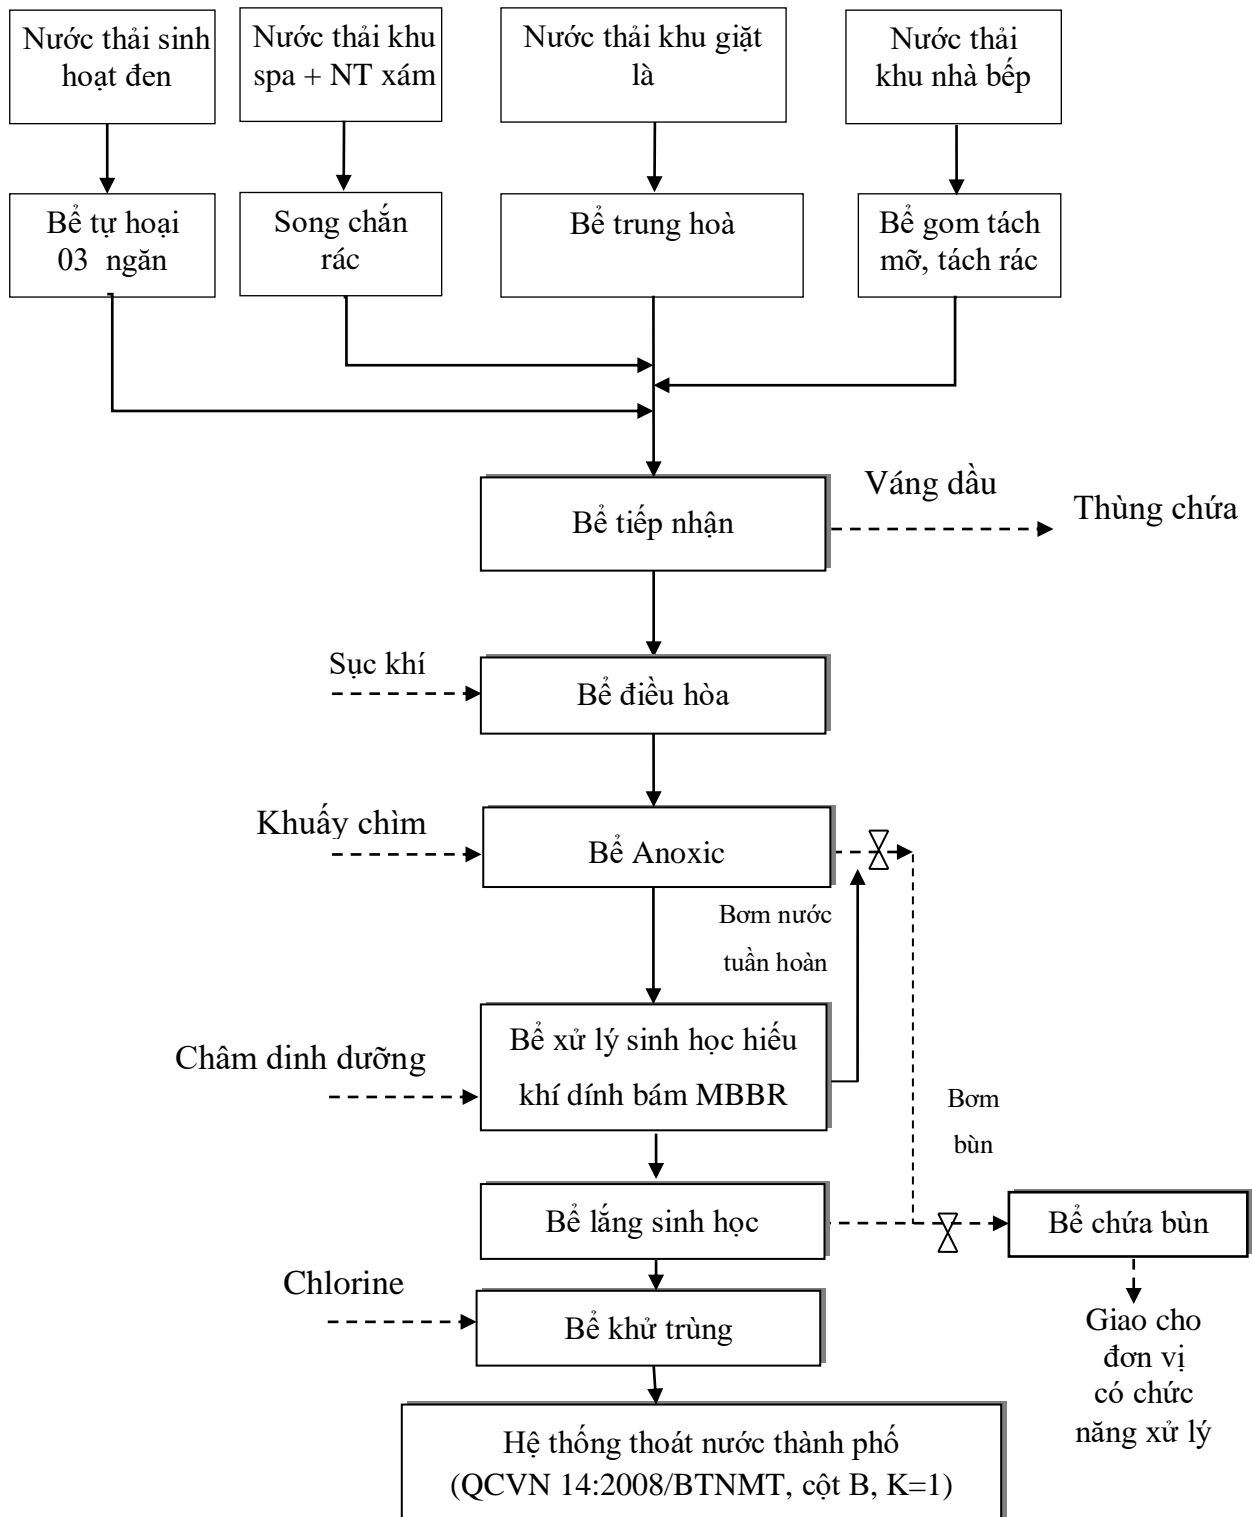 Nước thải sinh
hoạt đen
Nước thải khu
spa + NT xám
Nước thải khu giặt
là
Nước thải
khu nhà bếp
Bể tự hoại
03 ngăn
Song chắn
rác
Bể trung hoà
Bể gom tách
mỡ, tách rác
Bể tiếp nhận
Váng dầu
Thùng chứa
Sục khí
Bể điều hòa
Khuấy chìm
Bể Anoxic
Bơm nước
tuần hoàn
Bể xử lý sinh học hiếu
khí dính bám MBBR
Châm dinh dưỡng
Bơm
bùn
Bể lắng sinh học
Bể chứa bùn
Chlorine
Bể khử trùng
Giao cho
đơn vị
có chức
năng xử lý
Hệ thống thoát nước thành phố
(QCVN 14:2008/BTNMT, cột B, K=1)